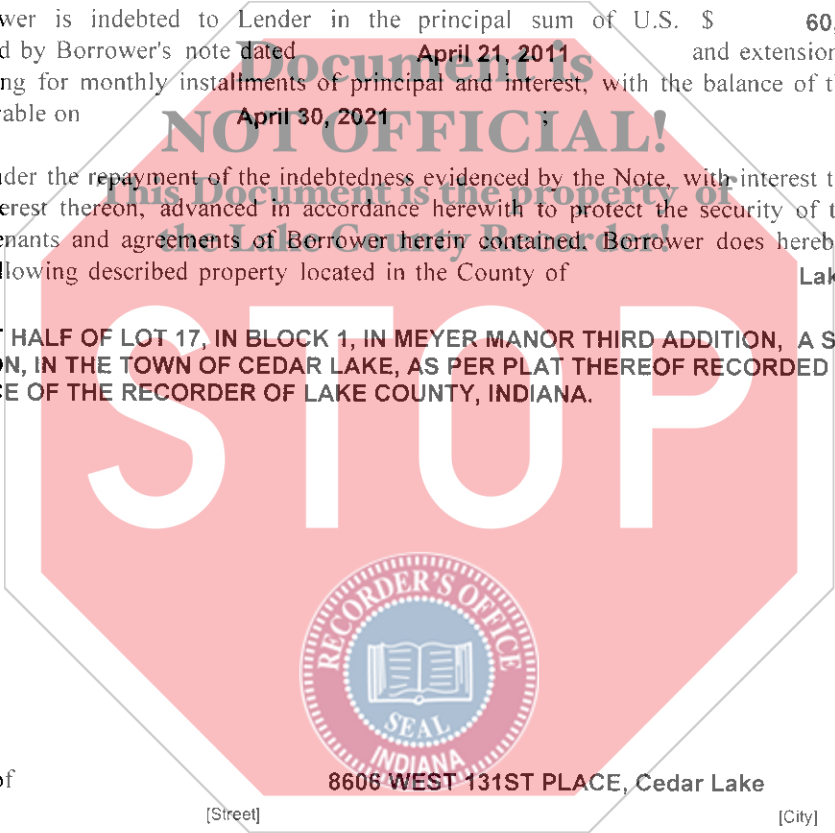 wer is indebted to Lender in the principal sum of U.S. $ 60,
d by Borrower's note dated April 21, 2011 and extension
ng for monthly installments of principal and interest, with the balance of th
able on April 30, 2021 ;
Document is
NOT OFFICIAL!
This Document is the property of
the Lake County Recorder!
der the repayment of the indebtedness evidenced by the Note, with interest t
erest thereon, advanced in accordance herewith to protect the security of t
enants and agreements of Borrower herein contained. Borrower does hereb
llowing described property located in the County of Lak
T HALF OF LOT 17, IN BLOCK 1, IN MEYER MANOR THIRD ADDITION, A S
ON, IN THE TOWN OF CEDAR LAKE, AS PER PLAT THEREOF RECORDED
CE OF THE RECORDER OF LAKE COUNTY, INDIANA.
STOP
RECORDER'S OFFICE
SEAL
INDIANA
of 8606 WEST 131ST PLACE, Cedar Lake
[Street] [City]